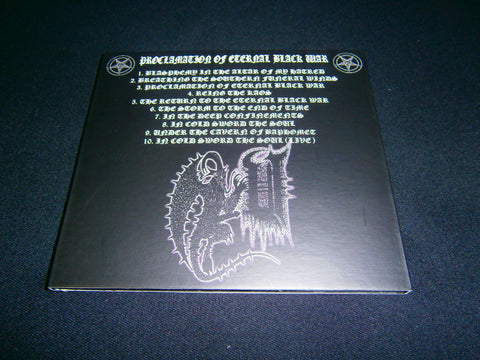 PROCLAMATION OF ETERNAL BLACK WAR
1. BLASPHEMY IN THE ALTAR OF MY HATRED
2. BREATHING THE SOUTHERN FUNERAL WINDS
3. PROCLAMATION OF ETERNAL BLACK WAR
4. REING THE KAOS
5. THE RETURN TO THE ETERNAL BLACK WAR
6. THE STORM TO THE END OF TIME
7. IN THE DEEP CONFINEMENTS
8. IN COLD SWORD THE SOUL
9. UNDER THE CAVERN OF BAPHOMET
10. IN COLD SWORD THE SOUL (LIVE)